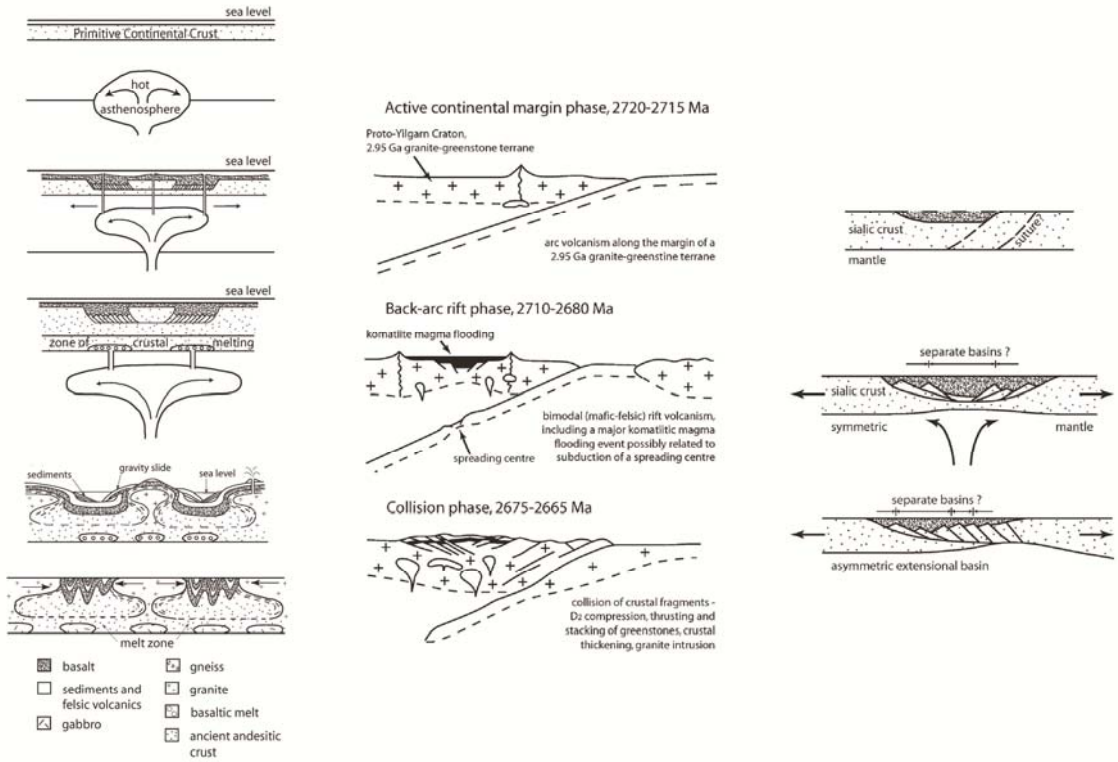 sea level
Primitive Continental Crust
hot
asthenosphere
sea level
sea level
zone of crustal melting
sediments
gravity slide
sea level
melt zone
basalt
sediments and
felsic volcanics
gabbro
gneiss
granite
basaltic melt
ancient andesitic
crust
Active continental margin phase, 2720-2715 Ma
Proto-Yilgarn Craton,
2.95 Ga granite-greenstone terrane
arc volcanism along the margin of a
2.95 Ga granite-greenstine terrane
Back-arc rift phase, 2710-2680 Ma
komatiite magma flooding
bimodal (mafic-felsic) rift volcanism,
including a major komatiitic magma
flooding event possibly related to
subduction of a spreading centre
spreading centre
Collision phase, 2675-2665 Ma
collision of crustal fragments -
D2 compression, thrusting and
stacking of greenstones, crustal
thickening, granite intrusion
sialic crust
suture?
mantle
separate basins ?
sialic crust
symmetric
mantle
separate basins ?
asymmetric extensional basin